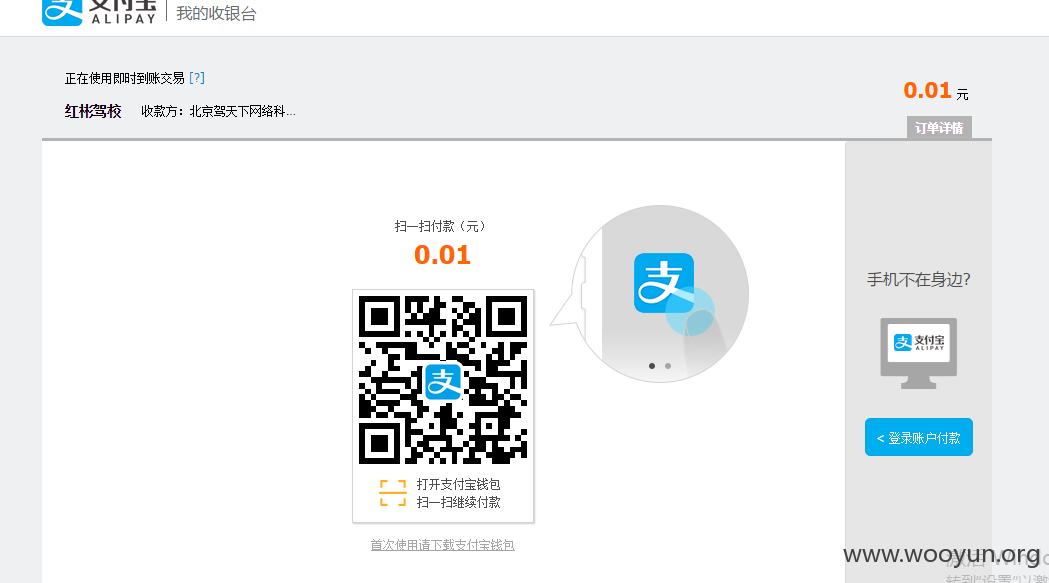 支付宝
ALIPAY
我的收银台
正在使用即时到账交易 [?]
红彬驾校 收款方：北京驾天下网络科...
0.01 元
订单详情
扫一扫付款（元）
0.01
支
支
打开支付宝钱包
扫一扫继续付款
首次使用请下载支付宝钱包
手机不在身边?
支 支付宝
ALIPAY
< 登录账户付款
www.wooyun.org